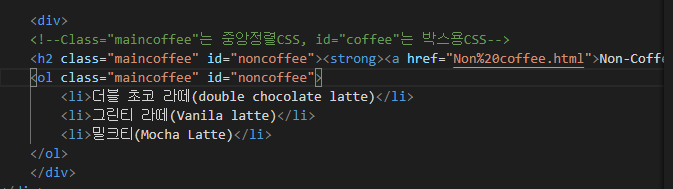 <div>
<!--Class="maincoffee"는 중앙정렬CSS, id="coffee"는 박스용CSS-->
<h2 class="maincoffee" id="noncoffee"><strong><a href="Non%20coffee.html">Non-Coffe
<ol class="maincoffee" id="noncoffee">
<li>더블 초코 라떼(double chocolate latte)</li>
<li>그린티 라떼(Vanila latte)</li>
<li>밀크티(Mocha Latte)</li>
</ol>
</div>